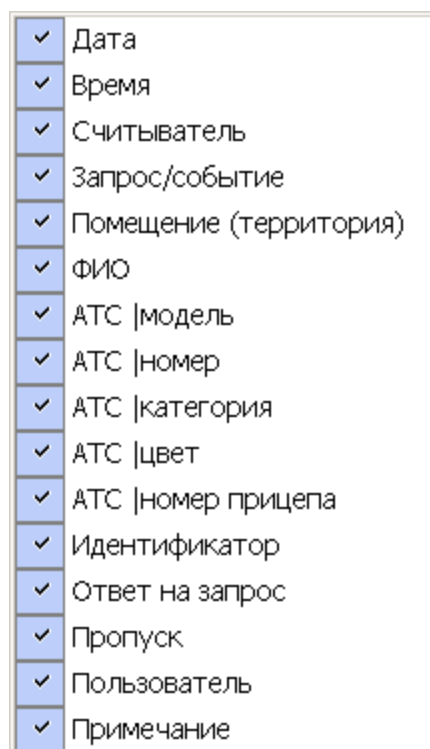 Дата
Время
Считыватель
Запрос/событие
Помещение (территория)
ФИО
АТС |модель
АТС |номер
АТС |категория
АТС |цвет
АТС |номер прицепа
Идентификатор
Ответ на запрос
Пропуск
Пользователь
Примечание